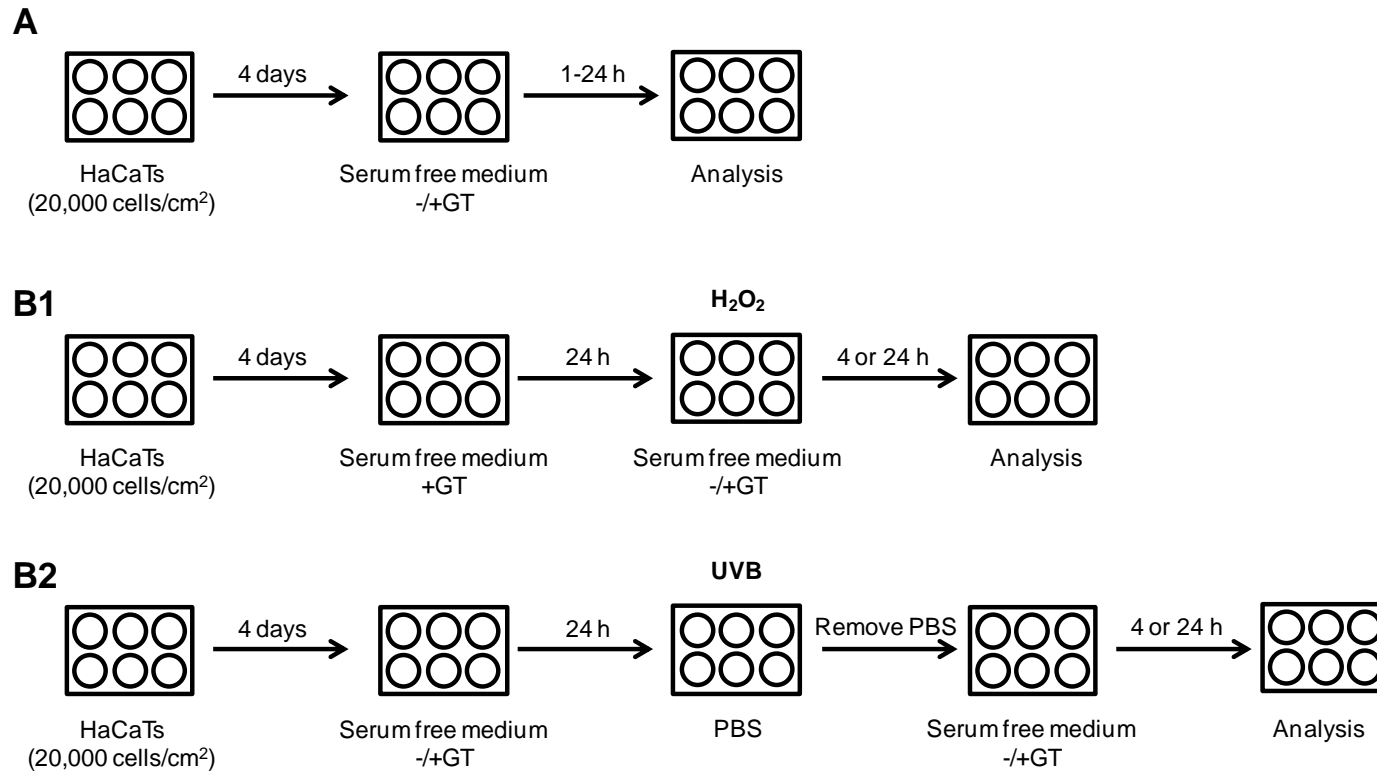 A
4 days
1-24 h
HaCaTs
(20,000 cells/cm²)
Serum free medium
-/+GT
Analysis
B1
H₂O₂
4 days
24 h
4 or 24 h
HaCaTs
(20,000 cells/cm²)
Serum free medium
+GT
Serum free medium
-/+GT
Analysis
B2
UVB
4 days
24 h
Remove PBS
4 or 24 h
HaCaTs
(20,000 cells/cm²)
Serum free medium
-/+GT
PBS
Serum free medium
-/+GT
Analysis